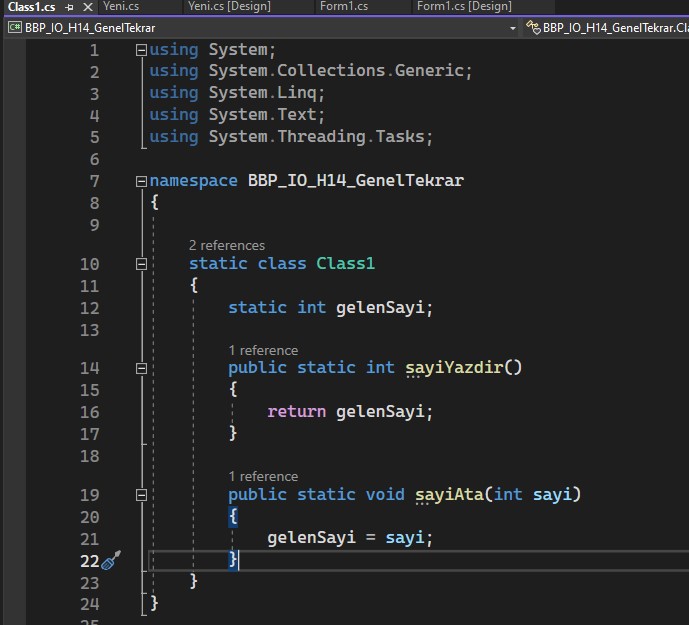 Class1.cs Yeni.cs Yeni.cs [Design] Form1.cs Form1.cs [Design]
C# BBP_IO_H14_GenelTekrar BBP_IO_H14_GenelTekrar.Cla
1 using System;
2 using System.Collections.Generic;
3 using System.Linq;
4 using System.Text;
5 using System.Threading.Tasks;
6
7 namespace BBP_IO_H14_GenelTekrar
8 {
9
2 references
10 static class Class1
11 {
12 static int gelenSayi;
13
1 reference
14 public static int sayiYazdir()
15 {
16 return gelenSayi;
17 }
18
1 reference
19 public static void sayiAta(int sayi)
20 {
21 gelenSayi = sayi;
22 }
23 }
24 }
25